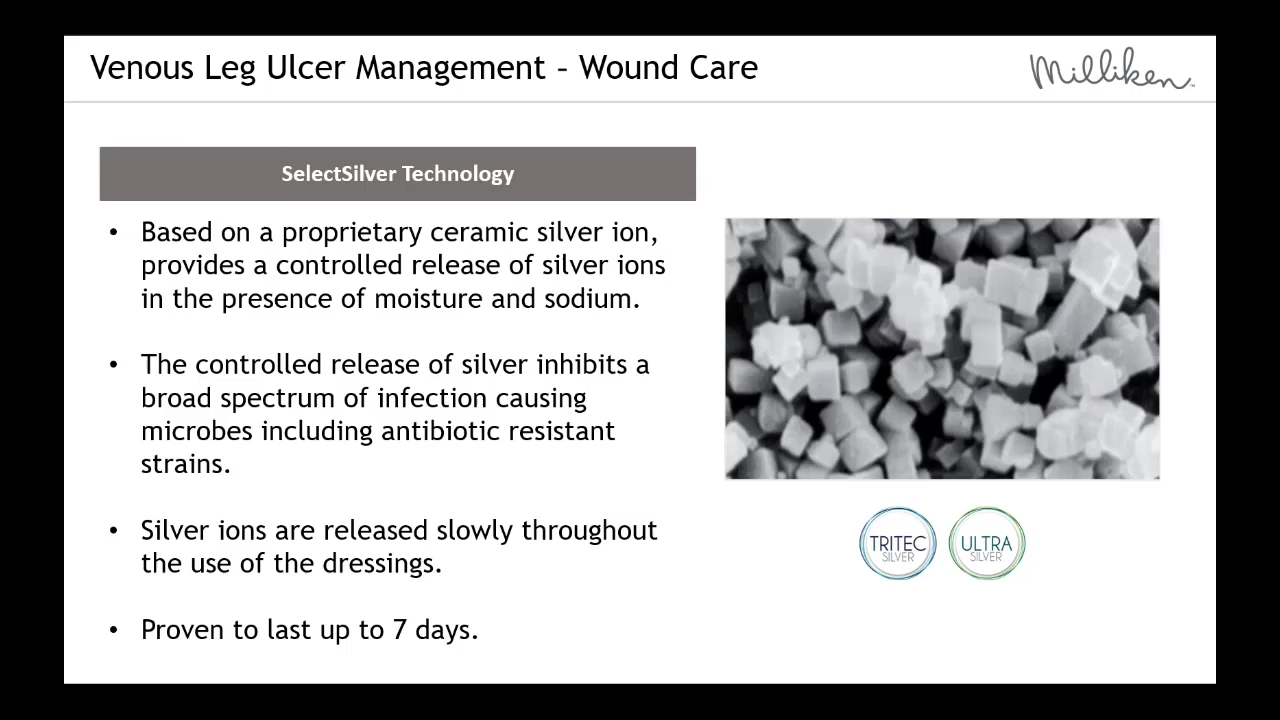 Venous Leg Ulcer Management – Wound Care
Milliken™
SelectSilver Technology
• Based on a proprietary ceramic silver ion,
provides a controlled release of silver ions
in the presence of moisture and sodium.
• The controlled release of silver inhibits a
broad spectrum of infection causing
microbes including antibiotic resistant
strains.
• Silver ions are released slowly throughout
the use of the dressings.
• Proven to last up to 7 days.
TRITEC
SILVER
ULTRA
SILVER